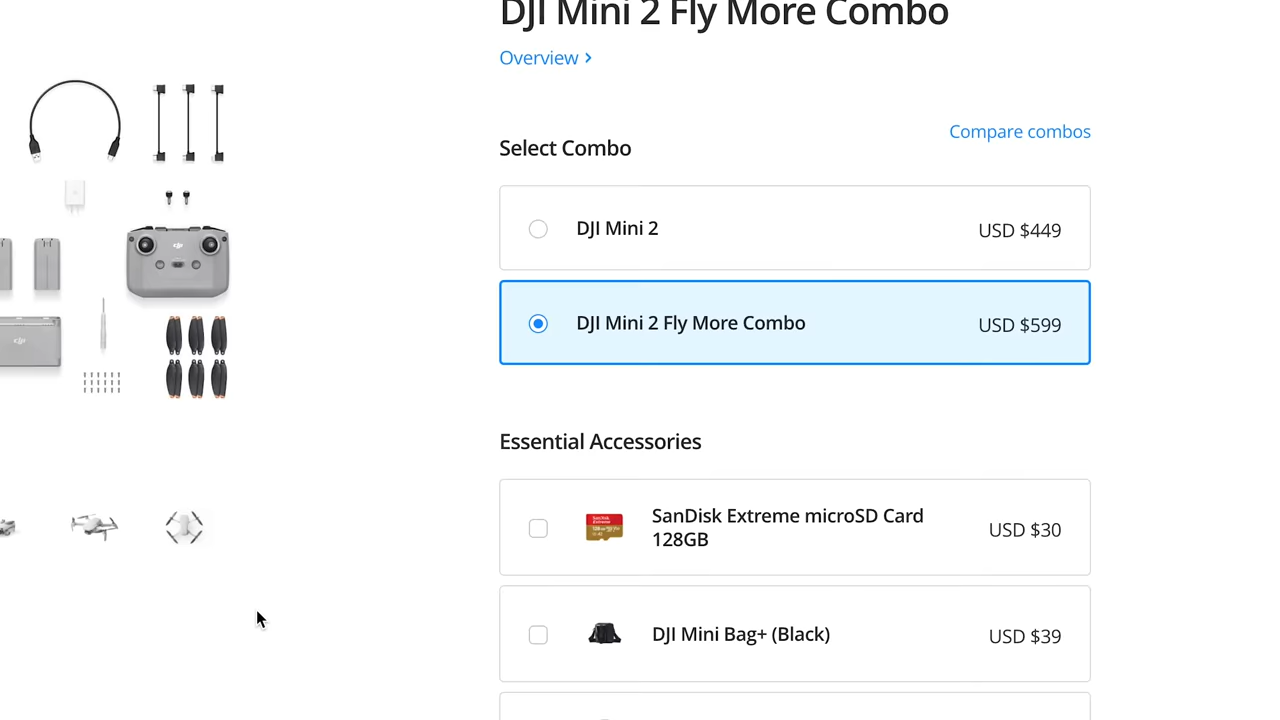 DJI Mini 2 Fly More Combo
Overview >
Compare combos
Select Combo
DJI Mini 2
USD $449
DJI Mini 2 Fly More Combo
USD $599
Essential Accessories
SanDisk Extreme microSD Card
128GB
USD $30
DJI Mini Bag+ (Black)
USD $39